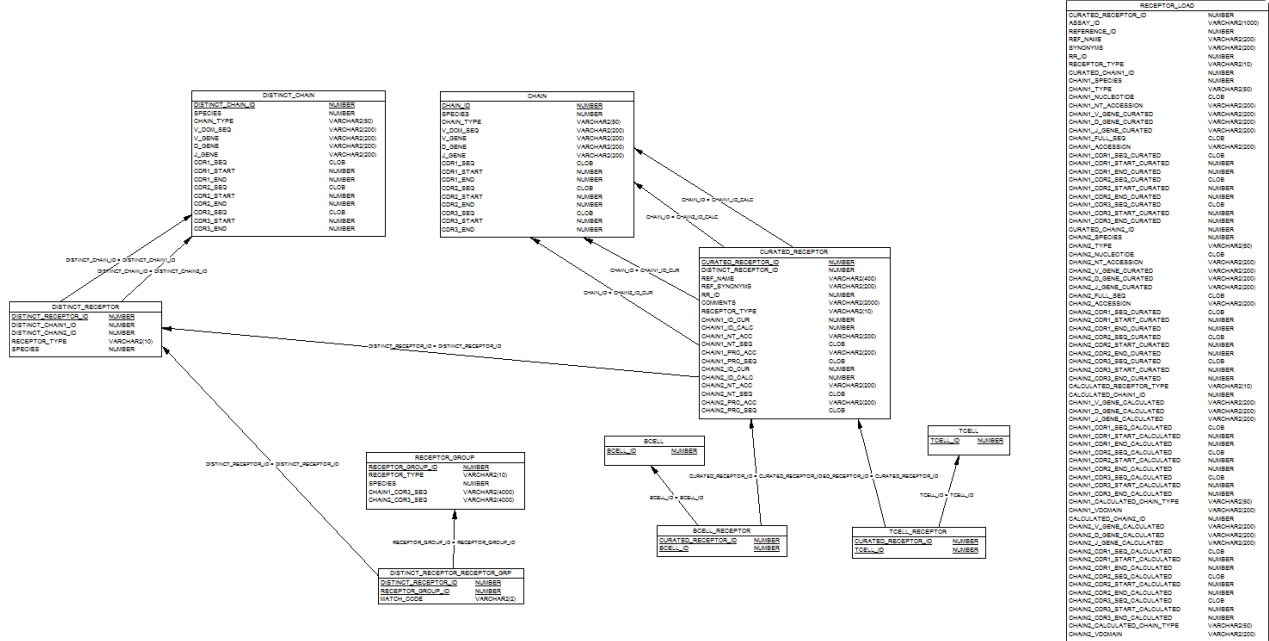 DISTINCT_CHAIN
DISTINCT_CHAIN_ID NUMBER
SPECIES NUMBER
CHAIN_TYPE VARCHAR2(50)
V_DOM_SEQ VARCHAR2(200)
V_GENE VARCHAR2(200)
D_GENE VARCHAR2(200)
J_GENE VARCHAR2(200)
CDR1_SEQ CLOB
CDR1_START NUMBER
CDR1_END NUMBER
CDR2_SEQ CLOB
CDR2_START NUMBER
CDR2_END NUMBER
CDR3_SEQ CLOB
CDR3_START NUMBER
CDR3_END NUMBER
CHAIN
CHAIN_ID NUMBER
SPECIES NUMBER
CHAIN_TYPE VARCHAR2(50)
V_DOM_SEQ VARCHAR2(200)
V_GENE VARCHAR2(200)
D_GENE VARCHAR2(200)
J_GENE VARCHAR2(200)
CDR1_SEQ CLOB
CDR1_START NUMBER
CDR1_END NUMBER
CDR2_SEQ CLOB
CDR2_START NUMBER
CDR2_END NUMBER
CDR3_SEQ CLOB
CDR3_START NUMBER
CDR3_END NUMBER
CHAIN_ID = CHAIN1_ID_CALC
CHAIN_ID = CHAIN2_ID_CALC
CHAIN_ID = CHAIN1_ID_CUR
CHAIN_ID = CHAIN2_ID_CUR
DISTINCT_CHAIN_ID = DISTINCT_CHAIN1_ID
DISTINCT_CHAIN_ID = DISTINCT_CHAIN2_ID
DISTINCT_RECEPTOR
DISTINCT_RECEPTOR_ID NUMBER
DISTINCT_CHAIN1_ID NUMBER
DISTINCT_CHAIN2_ID NUMBER
RECEPTOR_TYPE VARCHAR2(10)
SPECIES NUMBER
CURATED_RECEPTOR
CURATED_RECEPTOR_ID NUMBER
DISTINCT_RECEPTOR_ID NUMBER
REF_NAME VARCHAR2(400)
REF_SYNONYMS VARCHAR2(200)
RR_ID NUMBER
COMMENTS VARCHAR2(2000)
RECEPTOR_TYPE VARCHAR2(10)
CHAIN1_ID_CUR NUMBER
CHAIN1_ID_CALC NUMBER
CHAIN1_NT_ACC VARCHAR2(200)
CHAIN1_NT_SEQ CLOB
CHAIN1_PRO_ACC VARCHAR2(200)
CHAIN1_PRO_SEQ CLOB
CHAIN2_ID_CUR NUMBER
CHAIN2_ID_CALC NUMBER
CHAIN2_NT_ACC VARCHAR2(200)
CHAIN2_NT_SEQ CLOB
CHAIN2_PRO_ACC VARCHAR2(200)
CHAIN2_PRO_SEQ CLOB
DISTINCT_RECEPTOR_ID = DISTINCT_RECEPTOR_ID
DISTINCT_RECEPTOR_ID = DISTINCT_RECEPTOR_ID
RECEPTOR_GROUP
RECEPTOR_GROUP_ID NUMBER
RECEPTOR_TYPE VARCHAR2(10)
SPECIES NUMBER
CHAIN1_CDR3_SEQ VARCHAR2(4000)
CHAIN2_CDR3_SEQ VARCHAR2(4000)
RECEPTOR_GROUP_ID = RECEPTOR_GROUP_ID
DISTINCT_RECEPTOR_RECEPTOR_GRP
DISTINCT_RECEPTOR_ID NUMBER
RECEPTOR_GROUP_ID NUMBER
MATCH_CODE VARCHAR2(2)
BCELL
BCELL_ID NUMBER
TCELL
TCELL_ID NUMBER
CURATED_RECEPTOR_ID = CURATED_RECEPTOR_ID
ED_RECEPTOR_ID = CURATED_RECEPTOR_ID
BCELL_ID = BCELL_ID
TCELL_ID = TCELL_ID
BCELL_RECEPTOR
CURATED_RECEPTOR_ID NUMBER
BCELL_ID NUMBER
TCELL_RECEPTOR
CURATED_RECEPTOR_ID NUMBER
TCELL_ID NUMBER
RECEPTOR_LOAD
CURATED_RECEPTOR_ID NUMBER
ASSAY_ID VARCHAR2(1000)
REFERENCE_ID NUMBER
REF_NAME VARCHAR2(200)
SYNONYMS VARCHAR2(200)
RR_ID NUMBER
RECEPTOR_TYPE VARCHAR2(10)
CURATED_CHAIN1_ID NUMBER
CHAIN1_SPECIES NUMBER
CHAIN1_TYPE VARCHAR2(50)
CHAIN1_NUCLEOTIDE CLOB
CHAIN1_NT_ACCESSION VARCHAR2(200)
CHAIN1_V_GENE_CURATED VARCHAR2(200)
CHAIN1_D_GENE_CURATED VARCHAR2(200)
CHAIN1_J_GENE_CURATED VARCHAR2(200)
CHAIN1_FULL_SEQ CLOB
CHAIN1_ACCESSION VARCHAR2(200)
CHAIN1_CDR1_SEQ_CURATED CLOB
CHAIN1_CDR1_START_CURATED NUMBER
CHAIN1_CDR1_END_CURATED NUMBER
CHAIN1_CDR2_SEQ_CURATED CLOB
CHAIN1_CDR2_START_CURATED NUMBER
CHAIN1_CDR2_END_CURATED NUMBER
CHAIN1_CDR3_SEQ_CURATED CLOB
CHAIN1_CDR3_START_CURATED NUMBER
CHAIN1_CDR3_END_CURATED NUMBER
CURATED_CHAIN2_ID NUMBER
CHAIN2_SPECIES NUMBER
CHAIN2_TYPE VARCHAR2(50)
CHAIN2_NUCLEOTIDE CLOB
CHAIN2_NT_ACCESSION VARCHAR2(200)
CHAIN2_V_GENE_CURATED VARCHAR2(200)
CHAIN2_D_GENE_CURATED VARCHAR2(200)
CHAIN2_J_GENE_CURATED VARCHAR2(200)
CHAIN2_FULL_SEQ CLOB
CHAIN2_ACCESSION VARCHAR2(200)
CHAIN2_CDR1_SEQ_CURATED CLOB
CHAIN2_CDR1_START_CURATED NUMBER
CHAIN2_CDR1_END_CURATED NUMBER
CHAIN2_CDR2_SEQ_CURATED CLOB
CHAIN2_CDR2_START_CURATED NUMBER
CHAIN2_CDR2_END_CURATED NUMBER
CHAIN2_CDR3_SEQ_CURATED CLOB
CHAIN2_CDR3_START_CURATED NUMBER
CHAIN2_CDR3_END_CURATED NUMBER
CALCULATED_RECEPTOR_TYPE VARCHAR2(10)
CALCULATED_CHAIN1_ID NUMBER
CHAIN1_V_GENE_CALCULATED VARCHAR2(200)
CHAIN1_D_GENE_CALCULATED VARCHAR2(200)
CHAIN1_J_GENE_CALCULATED VARCHAR2(200)
CHAIN1_CDR1_SEQ_CALCULATED CLOB
CHAIN1_CDR1_START_CALCULATED NUMBER
CHAIN1_CDR1_END_CALCULATED NUMBER
CHAIN1_CDR2_SEQ_CALCULATED CLOB
CHAIN1_CDR2_START_CALCULATED NUMBER
CHAIN1_CDR2_END_CALCULATED NUMBER
CHAIN1_CDR3_SEQ_CALCULATED CLOB
CHAIN1_CDR3_START_CALCULATED NUMBER
CHAIN1_CDR3_END_CALCULATED NUMBER
CHAIN1_CALCULATED_CHAIN_TYPE VARCHAR2(50)
CHAIN1_VDOMAIN VARCHAR2(200)
CALCULATED_CHAIN2_ID NUMBER
CHAIN2_V_GENE_CALCULATED VARCHAR2(200)
CHAIN2_D_GENE_CALCULATED VARCHAR2(200)
CHAIN2_J_GENE_CALCULATED VARCHAR2(200)
CHAIN2_CDR1_SEQ_CALCULATED CLOB
CHAIN2_CDR1_START_CALCULATED NUMBER
CHAIN2_CDR1_END_CALCULATED NUMBER
CHAIN2_CDR2_SEQ_CALCULATED CLOB
CHAIN2_CDR2_START_CALCULATED NUMBER
CHAIN2_CDR2_END_CALCULATED NUMBER
CHAIN2_CDR3_SEQ_CALCULATED CLOB
CHAIN2_CDR3_START_CALCULATED NUMBER
CHAIN2_CDR3_END_CALCULATED NUMBER
CHAIN2_CALCULATED_CHAIN_TYPE VARCHAR2(50)
CHAIN2_VDOMAIN VARCHAR2(200)